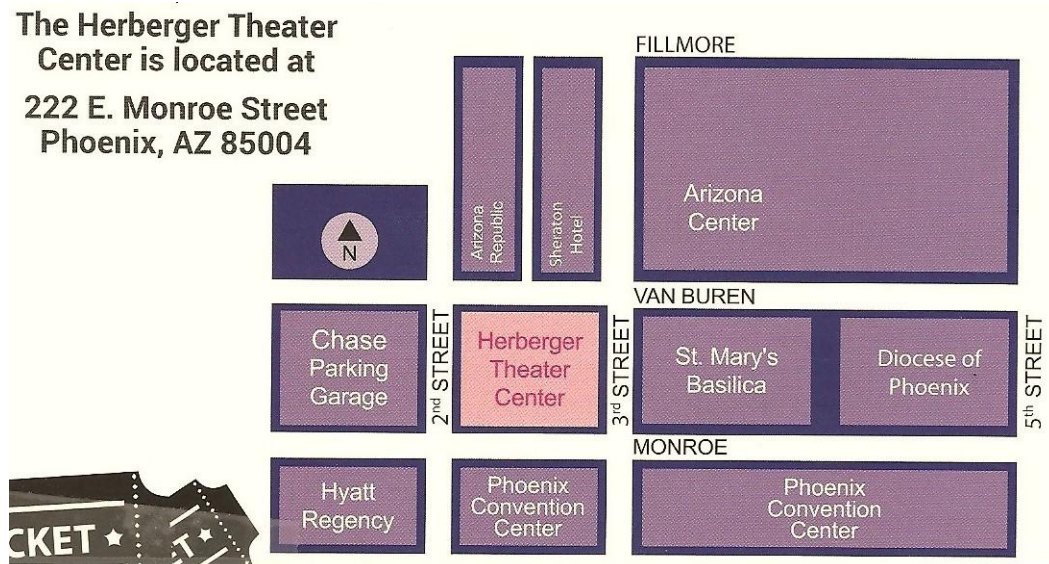 The Herberger Theater
Center is located at
222 E. Monroe Street
Phoenix, AZ 85004
FILLMORE
Arizona
Republic
Sheraton
Hotel
Arizona
Center
N
VAN BUREN
Chase
Parking
Garage
2nd STREET
Herberger
Theater
Center
3rd STREET
St. Mary's
Basilica
Diocese of
Phoenix
5th STREET
MONROE
Hyatt
Regency
Phoenix
Convention
Center
Phoenix
Convention
Center
CKET
T